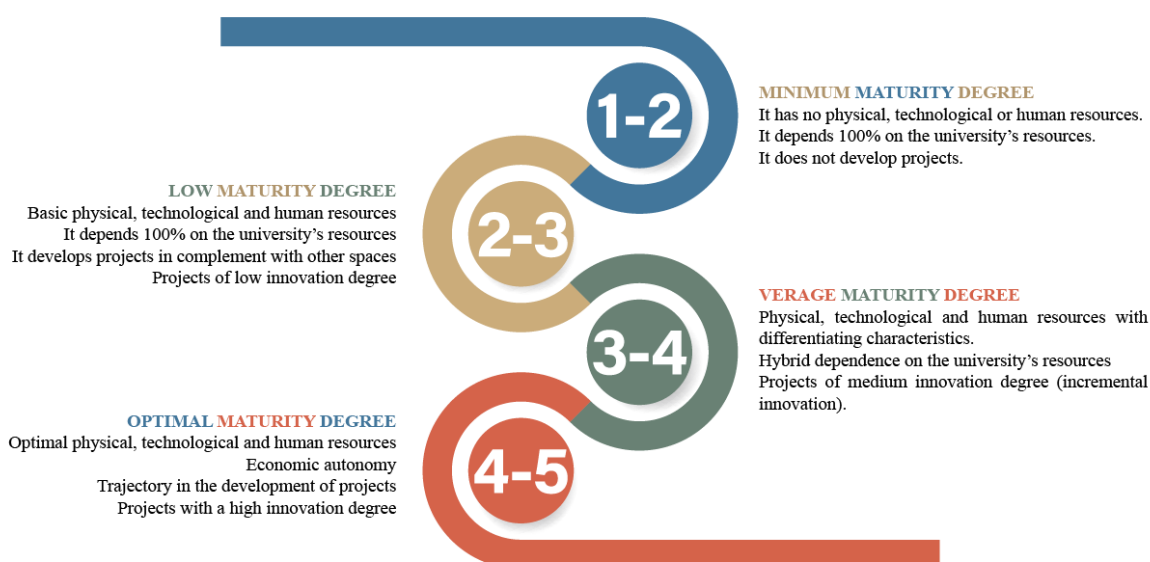 1-2
MINIMUM MATURITY DEGREE
It has no physical, technological or human resources.
It depends 100% on the university’s resources.
It does not develop projects.
2-3
LOW MATURITY DEGREE
Basic physical, technological and human resources
It depends 100% on the university’s resources
It develops projects in complement with other spaces
Projects of low innovation degree
3-4
VERAGE MATURITY DEGREE
Physical, technological and human resources with
differentiating characteristics.
Hybrid dependence on the university’s resources
Projects of medium innovation degree (incremental
innovation).
4-5
OPTIMAL MATURITY DEGREE
Optimal physical, technological and human resources
Economic autonomy
Trajectory in the development of projects
Projects with a high innovation degree